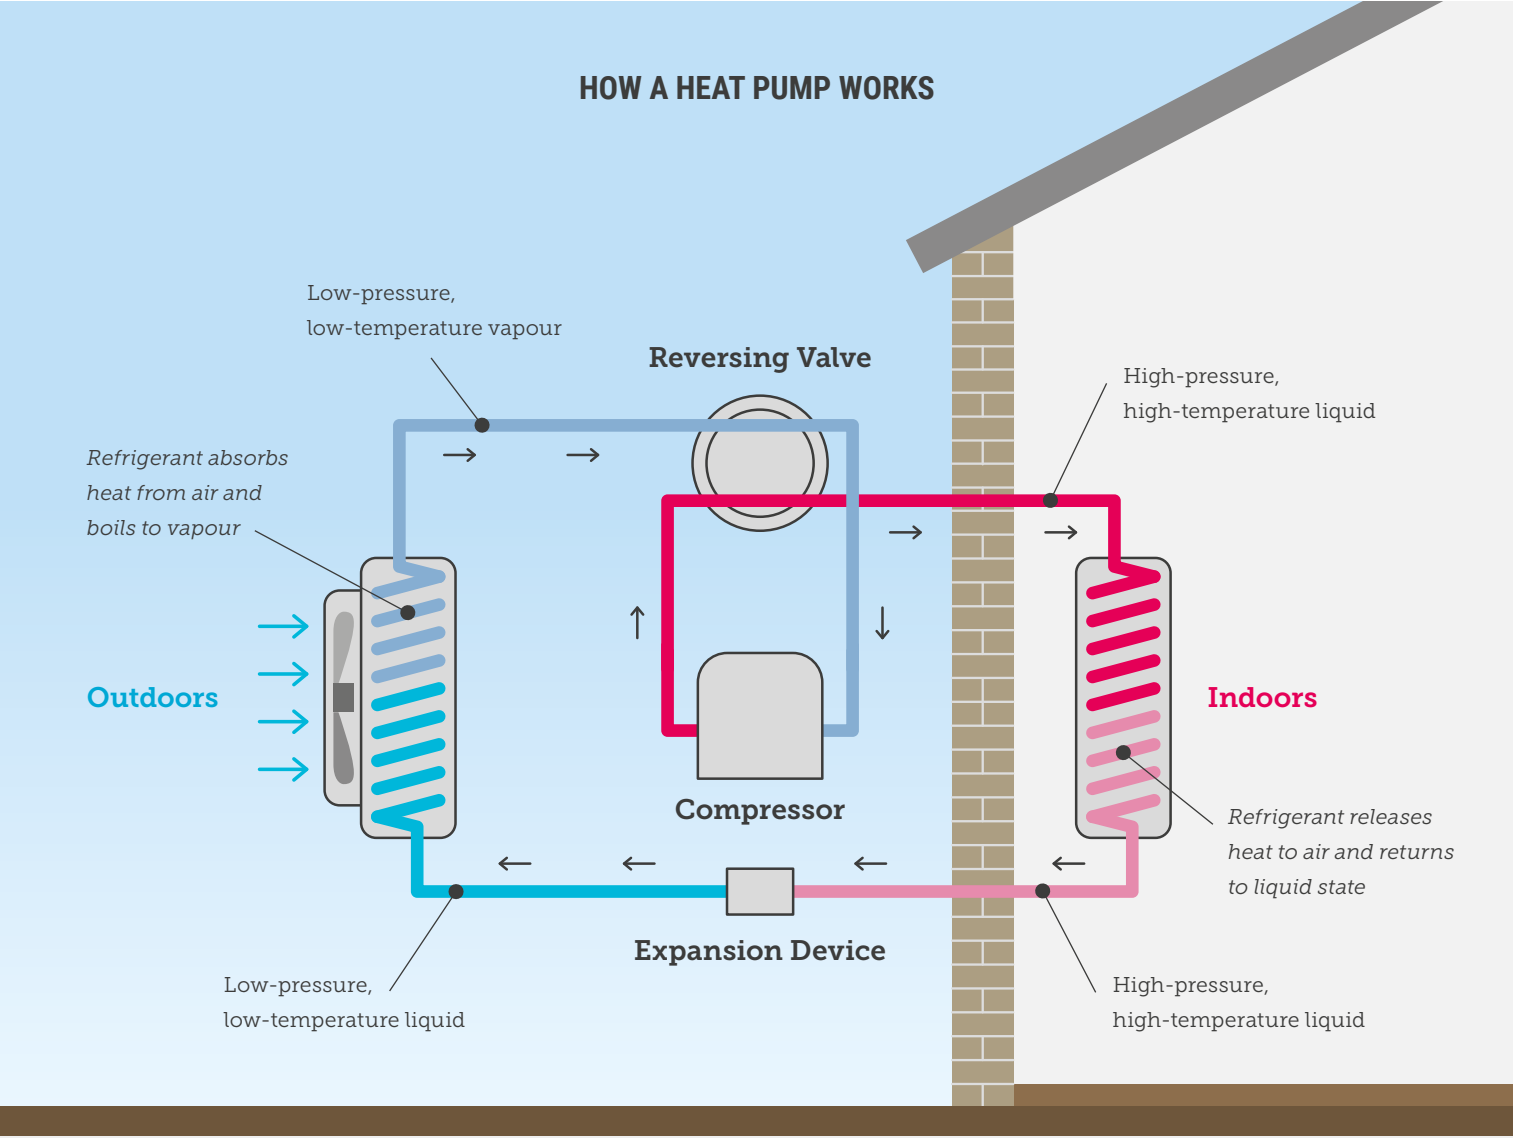 HOW A HEAT PUMP WORKS
Low-pressure,
low-temperature vapour
Reversing Valve
High-pressure,
high-temperature liquid
Refrigerant absorbs
heat from air and
boils to vapour
Outdoors
Indoors
Compressor
Refrigerant releases
heat to air and returns
to liquid state
Expansion Device
Low-pressure,
low-temperature liquid
High-pressure,
high-temperature liquid